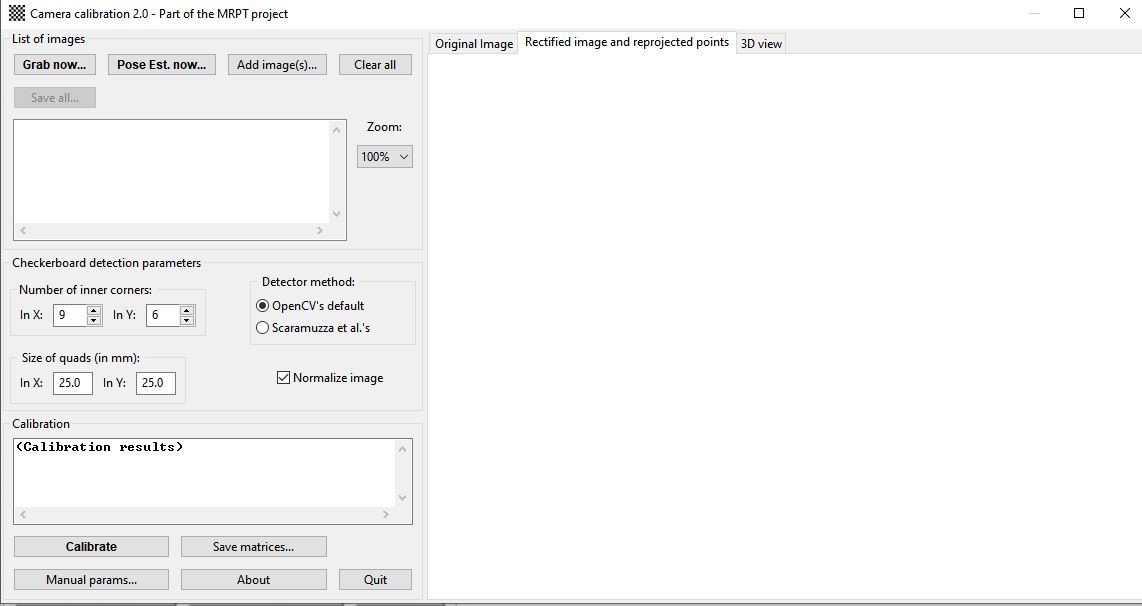 Camera calibration 2.0 - Part of the MRPT project
List of images
Grab now... Pose Est. now... Add image(s)... Clear all
Save all...
Zoom:
100%
Checkerboard detection parameters
Number of inner corners:
In X: 9 In Y: 6
Detector method:
OpenCV's default
Scaramuzza et al.'s
Size of quads (in mm):
In X: 25.0 In Y: 25.0
Normalize image
Calibration
(Calibration results)
Calibrate Save matrices...
Manual params... About Quit
Original Image Rectified image and reprojected points 3D view